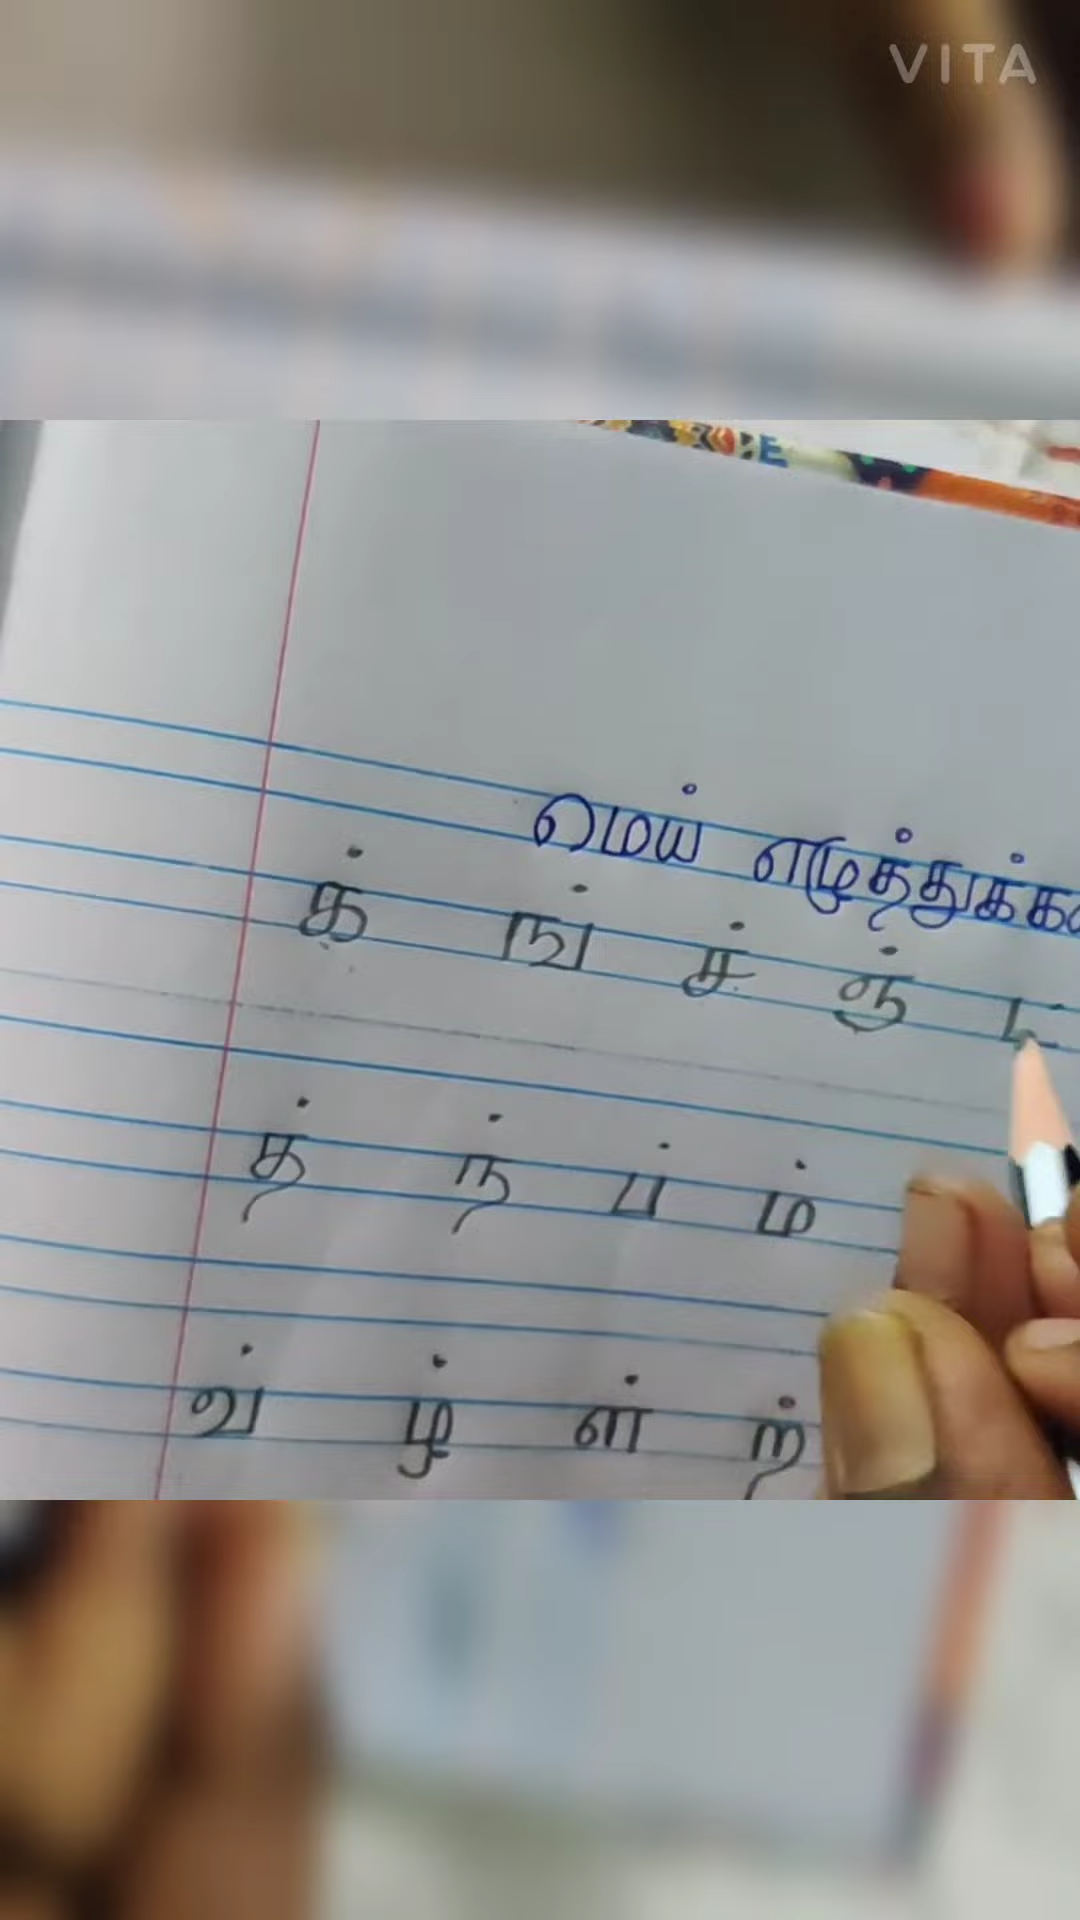 VITA
மெய் எழுத்துக்க
க் ங் ச் ஞ் ட
த் ந் ப் ம்
வ் ழ் ள் ற்